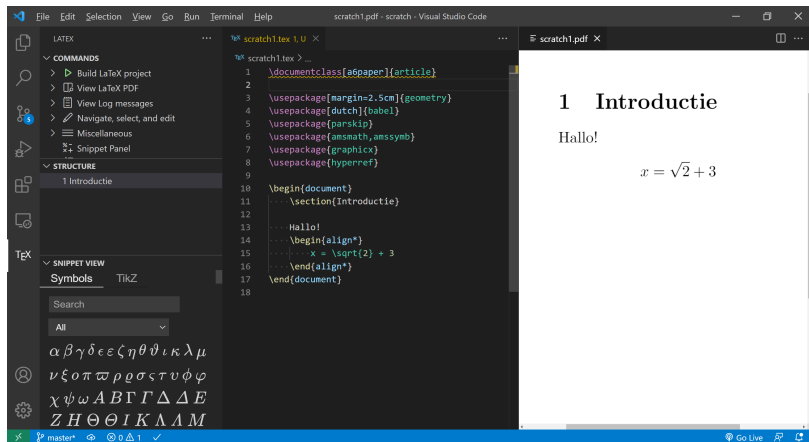 File Edit Selection View Go Run Terminal Help scratch1.pdf - scratch - Visual Studio Code
LATEX ···
COMMANDS
Build LaTeX project
View LaTeX PDF
View Log messages
Navigate, select, and edit
Miscellaneous
Snippet Panel
STRUCTURE
1 Introductie
SNIPPET VIEW
Symbols TikZ
Search
All
α β γ δ ϵ ε ζ η θ ϑ ι κ λ μ
ν ξ o π ϖ ρ ϱ σ ς τ υ ϕ φ
χ ψ ω A B Γ Γ Δ Δ E
Z H Θ Θ I K Λ Λ M
TEX
5
master* 0 1
TEX scratch1.tex 1, U ···
TEX scratch1.tex > ...
1 \documentclass[a6paper]{article}
2
3 \usepackage[margin=2.5cm]{geometry}
4 \usepackage[dutch]{babel}
5 \usepackage{parskip}
6 \usepackage{amsmath,amssymb}
7 \usepackage{graphicx}
8 \usepackage{hyperref}
9
10 \begin{document}
11 ····\section{Introductie}
12
13 ····Hallo!
14 ····\begin{align*}
15 ········x = \sqrt{2} + 3
16 ····\end{align*}
17 \end{document}
18
scratch1.pdf ···
1 Introductie
Hallo!
x = √2 + 3
Go Live